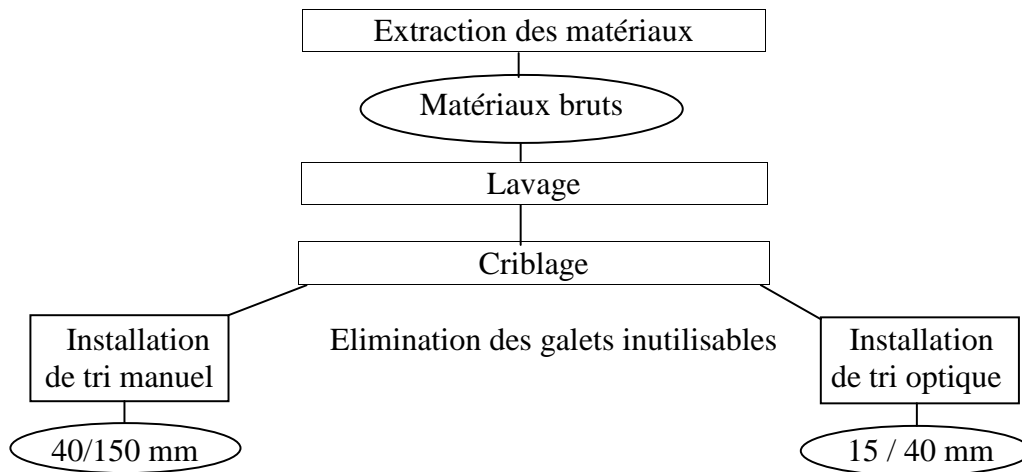 Extraction des matériaux
Matériaux bruts
Lavage
Criblage
Installation
de tri manuel
Elimination des galets inutilisables
Installation
de tri optique
40/150 mm
15 / 40 mm